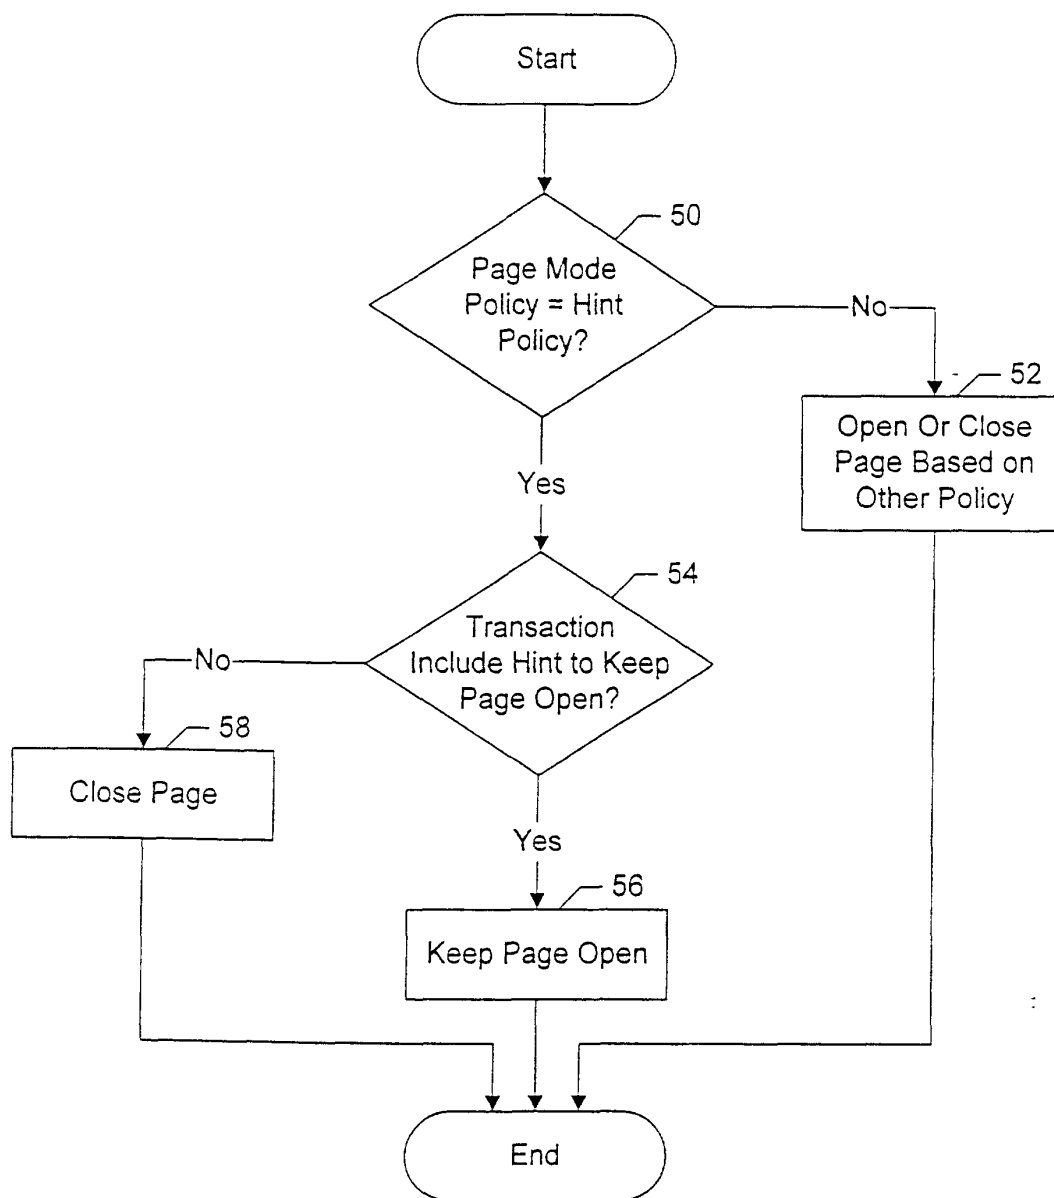 Start
50
Page Mode
Policy = Hint
Policy?
No
52
Open Or Close
Page Based on
Other Policy
Yes
54
Transaction
Include Hint to Keep
Page Open?
No
58
Close Page
Yes
56
Keep Page Open
End